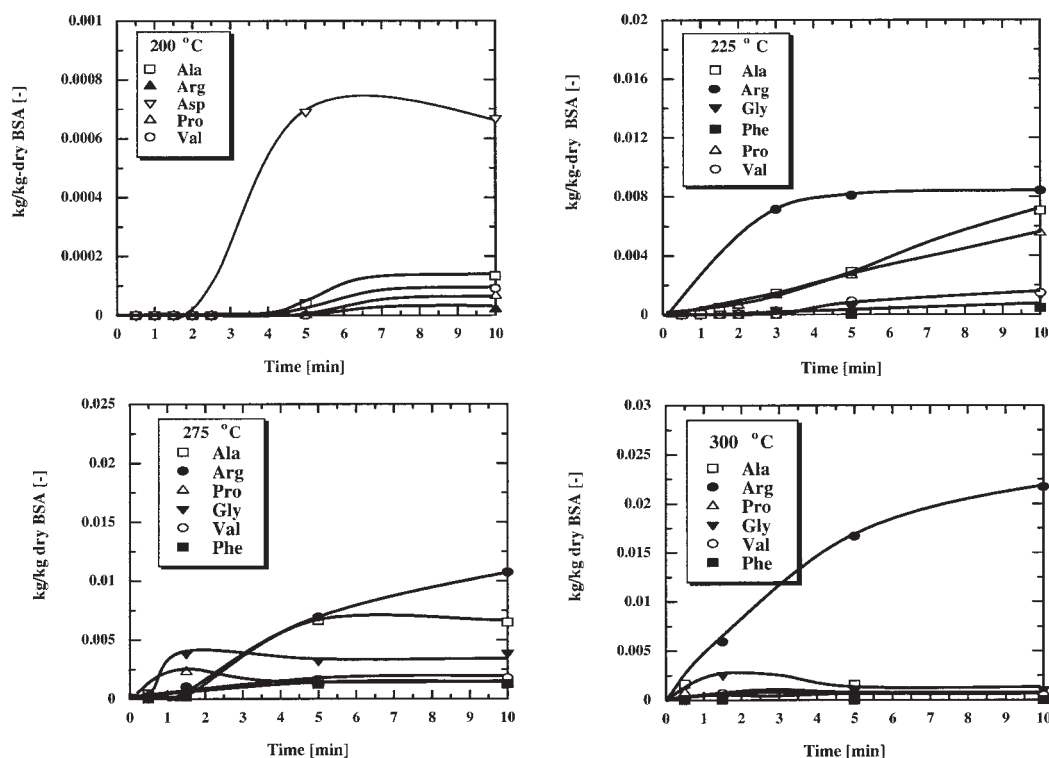 0.001
0.0008
0.0006
0.0004
0.0002
0
kg/kg-dry BSA [-]
200 °C
Ala
Arg
Asp
Pro
Val
0 1 2 3 4 5 6 7 8 9 10
Time [min]
0.02
0.016
0.012
0.008
0.004
0
kg/kg-dry BSA [-]
225 °C
Ala
Arg
Gly
Phe
Pro
Val
0 1 2 3 4 5 6 7 8 9 10
Time [min]
0.025
0.02
0.015
0.01
0.005
0
kg/kg dry BSA [-]
275 °C
Ala
Arg
Pro
Gly
Val
Phe
0 1 2 3 4 5 6 7 8 9 10
Time [min]
0.03
0.025
0.02
0.015
0.01
0.005
0
kg/kg dry BSA [-]
300 °C
Ala
Arg
Pro
Gly
Val
Phe
0 1 2 3 4 5 6 7 8 9 10
Time [min]